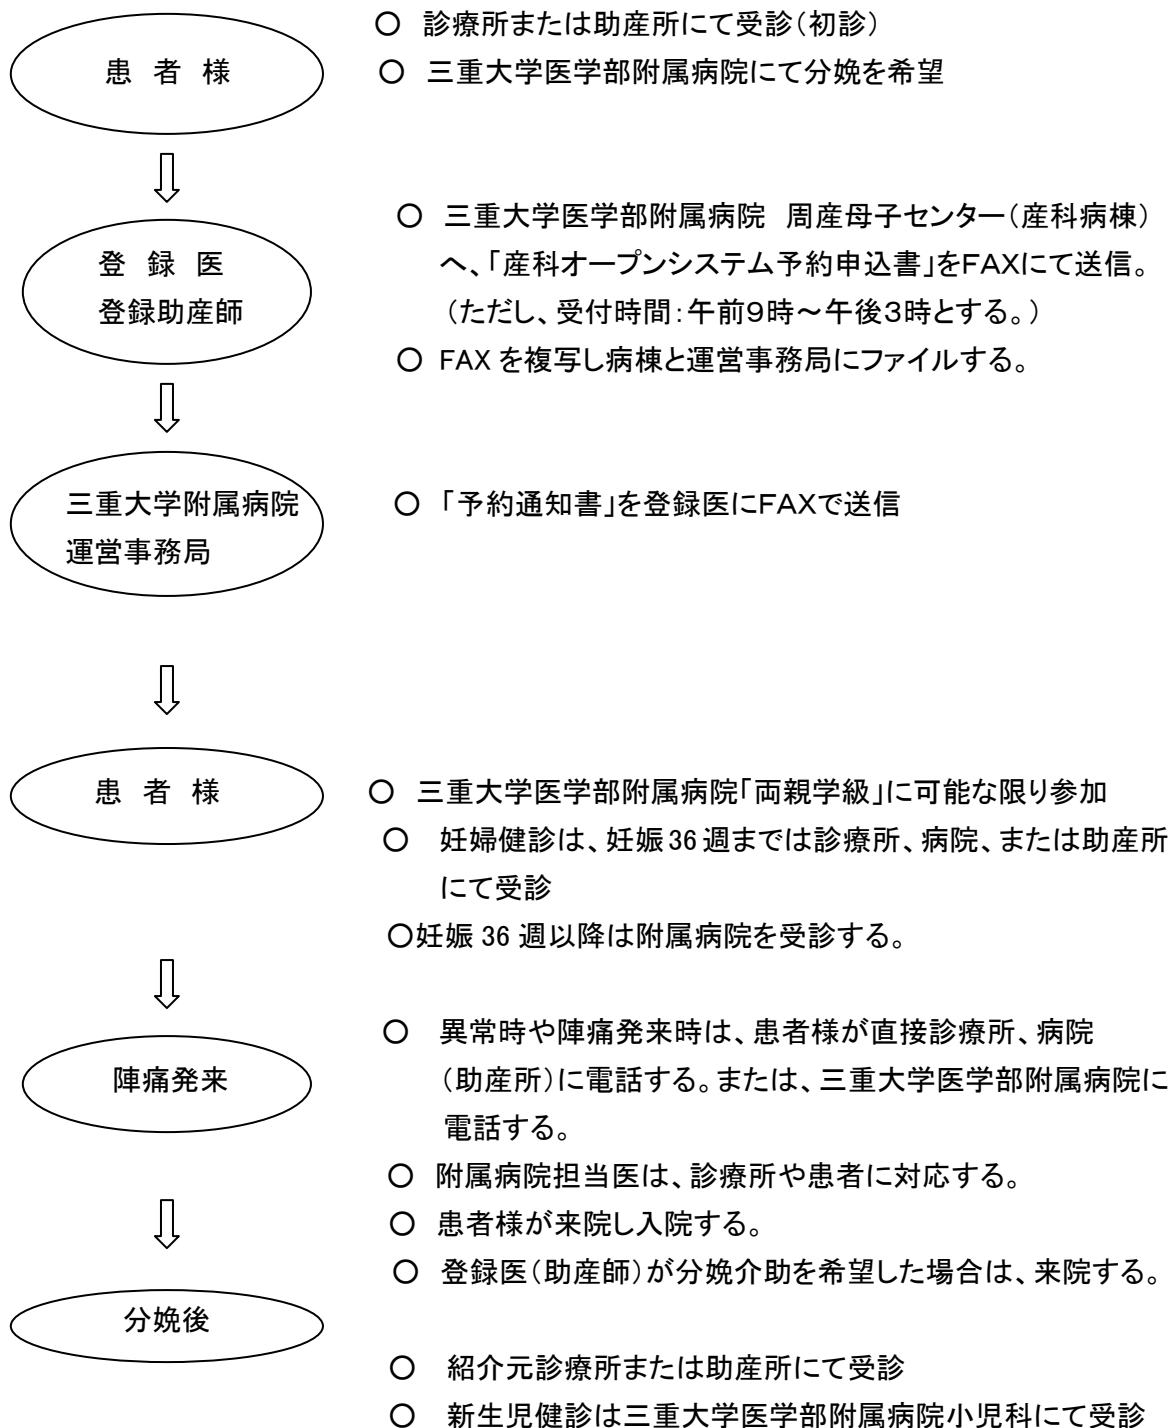 ○ 診療所または助産所にて受診（初診）
患 者 様
○ 三重大学医学部附属病院にて分娩を希望
○ 三重大学医学部附属病院 周産母子センター（産科病棟）
登 録 医
へ、「産科オープンシステム予約申込書」をFAXにて送信。
登録助産師
（ただし、受付時間：午前９時～午後３時とする。）
○ FAX を複写し病棟と運営事務局にファイルする。
三重大学附属病院
○ 「予約通知書」を登録医にFAXで送信
運営事務局
患 者 様
○ 三重大学医学部附属病院「両親学級」に可能な限り参加
○ 妊婦健診は、妊娠 36 週までは診療所、病院、または助産所
にて受診
○妊娠 36 週以降は附属病院を受診する。
○ 異常時や陣痛発来時は、患者様が直接診療所、病院
陣痛発来
（助産所）に電話する。または、三重大学医学部附属病院に
電話する。
○ 附属病院担当医は、診療所や患者に対応する。
○ 患者様が来院し入院する。
○ 登録医（助産師）が分娩介助を希望した場合は、来院する。
分娩後
○ 紹介元診療所または助産所にて受診
○ 新生児健診は三重大学医学部附属病院小児科にて受診